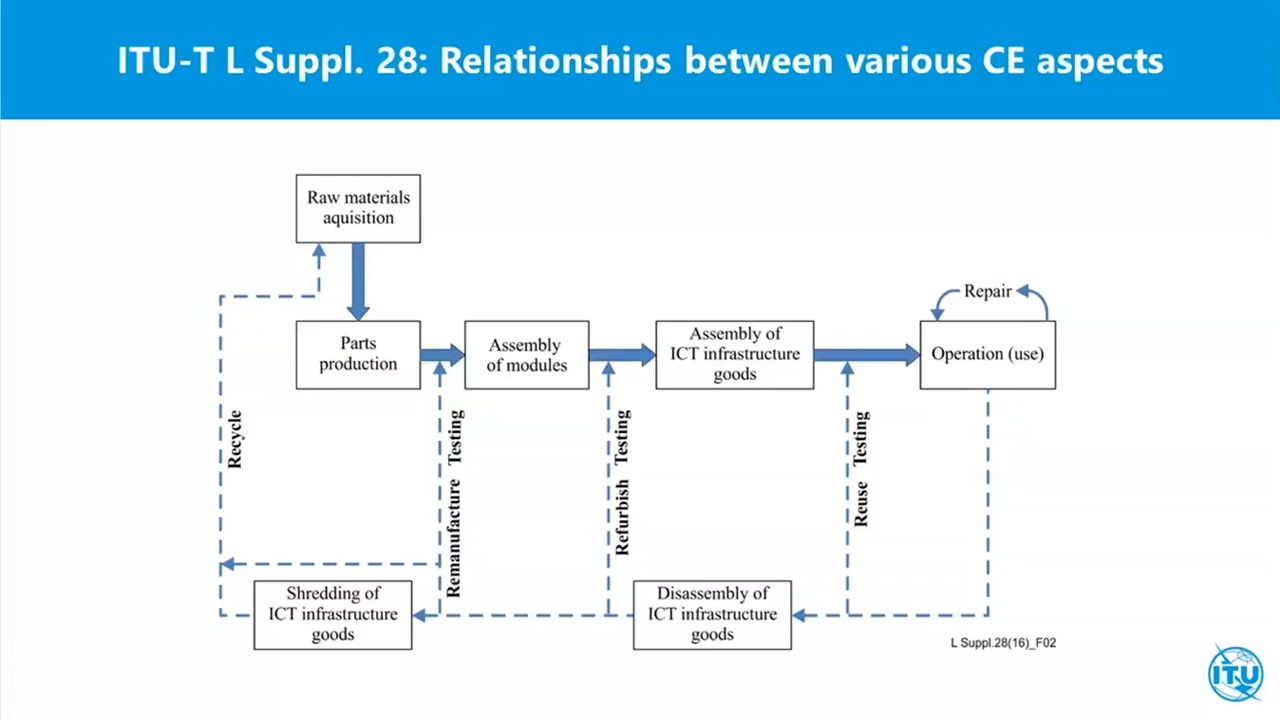 ITU-T L Suppl. 28: Relationships between various CE aspects
Raw materials
aquisition
Parts
production
Assembly
of modules
Assembly of
ICT infrastructure
goods
Repair
Operation (use)
Recycle
Remanufacture Testing
Refurbish Testing
Reuse Testing
Shredding of
ICT infrastructure
goods
Disassembly of
ICT infrastructure
goods
L Suppl.28(16)_F02
ITU